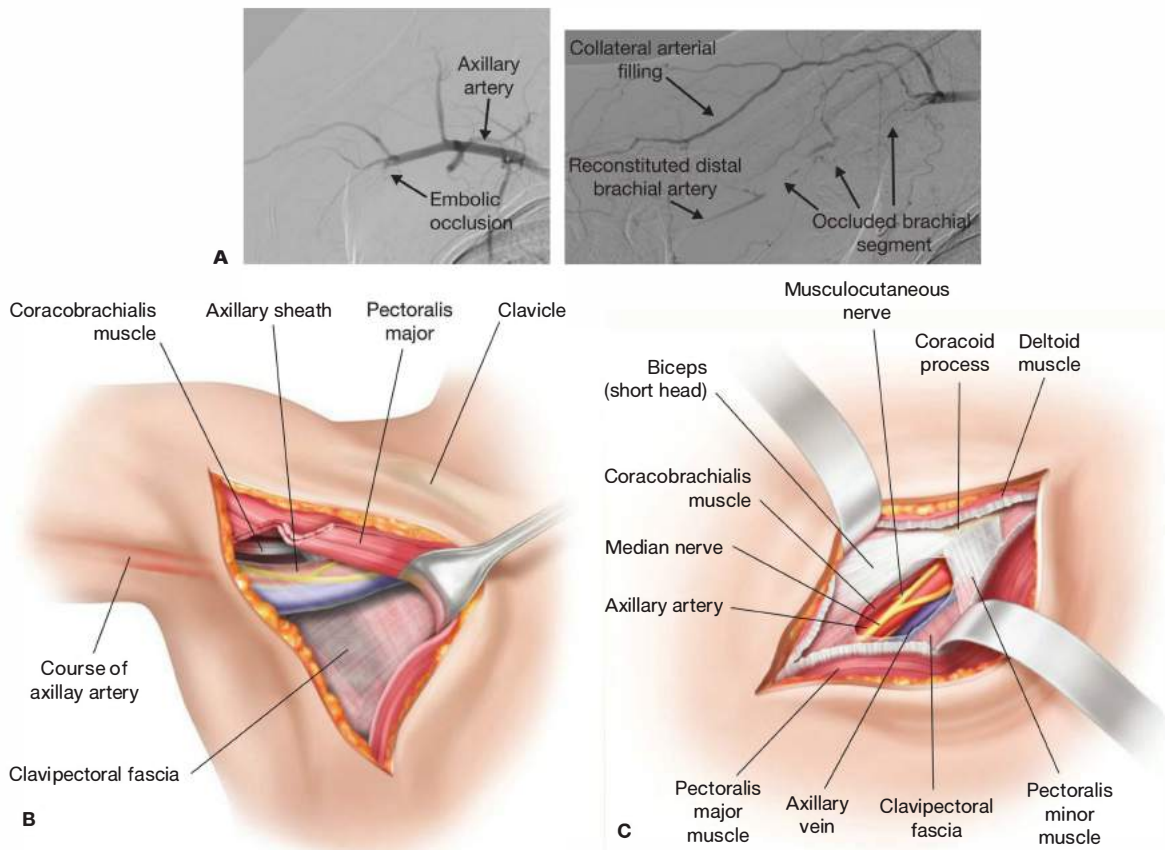 Axillary
artery
Embolic
occlusion
Collateral arterial
filling
Reconstituted distal
brachial artery
Occluded brachial
segment
A
Coracobrachialis
muscle
Axillary sheath
Pectoralis
major
Clavicle
Course of
axillay artery
Clavipectoral fascia
B
Musculocutaneous
nerve
Coracoid
process
Deltoid
muscle
Biceps
(short head)
Coracobrachialis
muscle
Median nerve
Axillary artery
Pectoralis
major
muscle
Axillary
vein
Clavipectoral
fascia
Pectoralis
minor
muscle
C